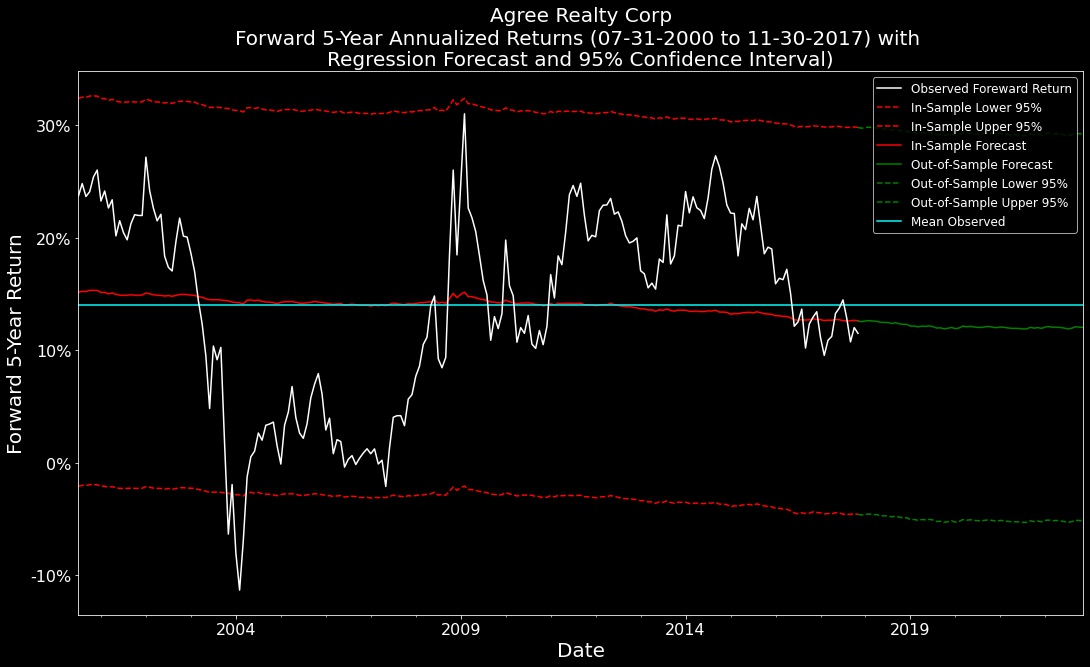 Agree Realty Corp
Forward 5-Year Annualized Returns (07-31-2000 to 11-30-2017) with
Regression Forecast and 95% Confidence Interval)
Forward 5-Year Return
30%
20%
10%
0%
-10%
Observed Foreward Return
In-Sample Lower 95%
In-Sample Upper 95%
In-Sample Forecast
Out-of-Sample Forecast
Out-of-Sample Lower 95%
Out-of-Sample Upper 95%
Mean Observed
2004
2009
2014
2019
Date